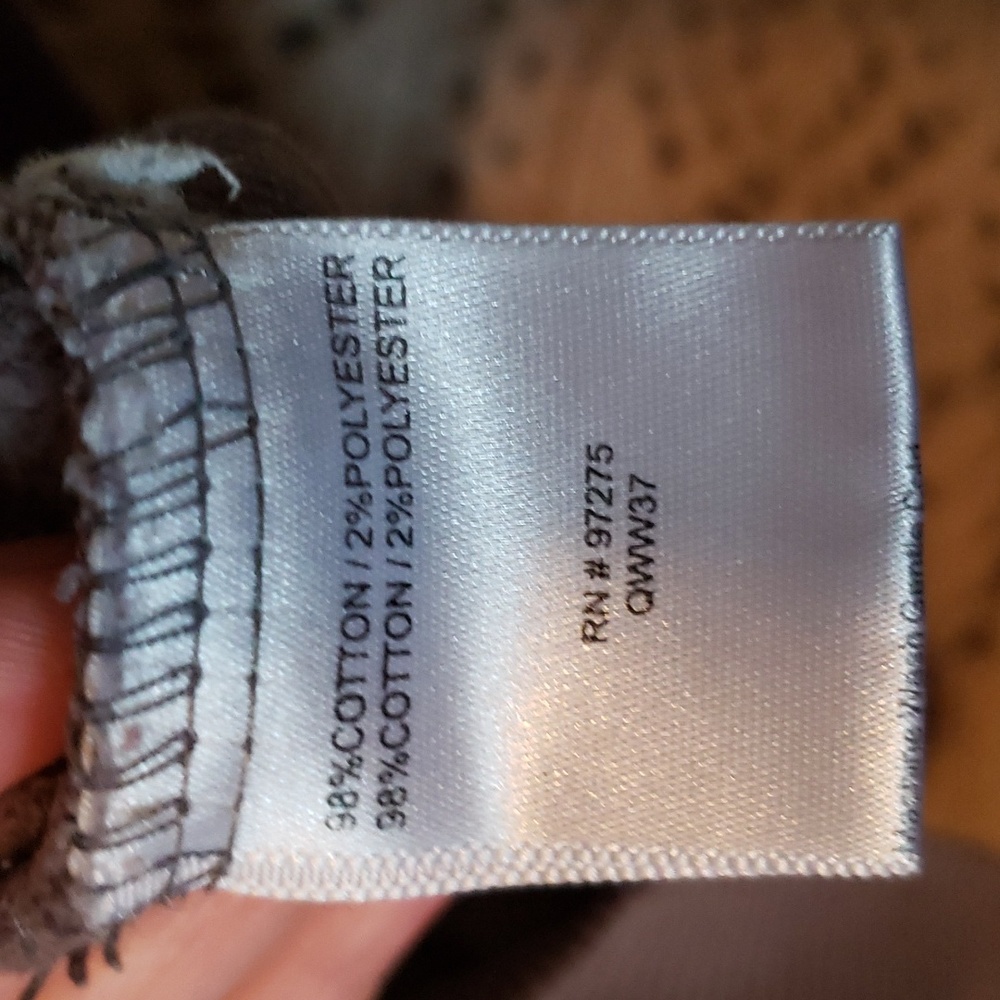 98%COTTON / 2%POLYESTER
98%COTTON / 2%POLYESTER
RN # 97275
QWW37